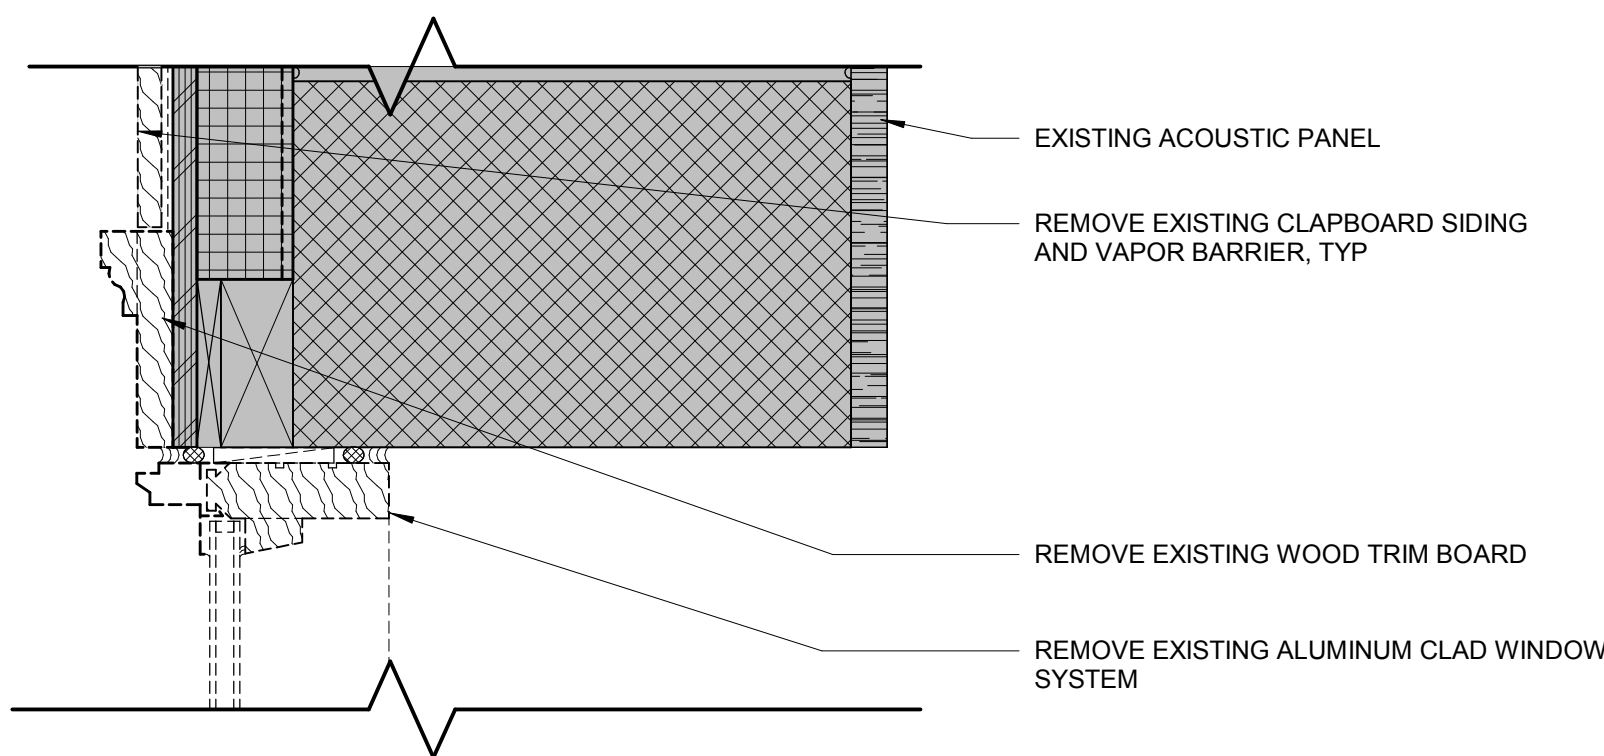 EXISTING ACOUSTIC PANEL
REMOVE EXISTING CLAPBOARD SIDING
AND VAPOR BARRIER, TYP
REMOVE EXISTING WOOD TRIM BOARD
REMOVE EXISTING ALUMINUM CLAD WINDOW
SYSTEM